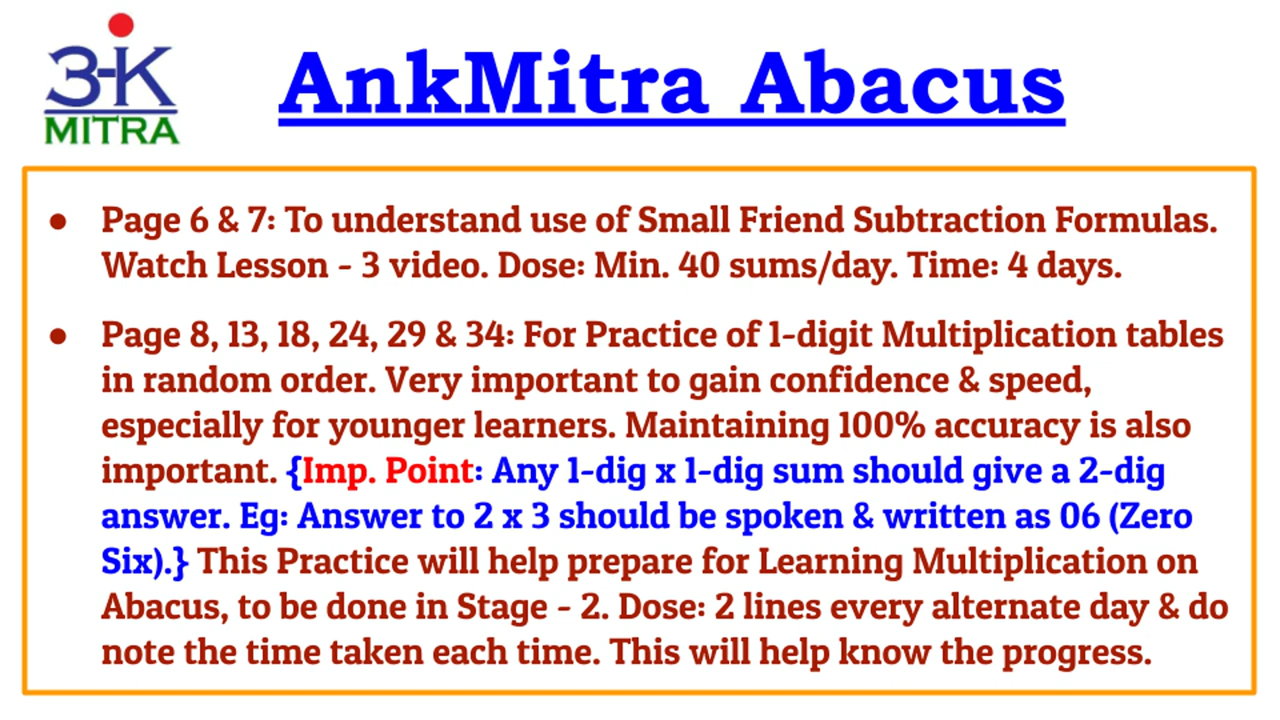 3-K
MITRA
AnkMitra Abacus
● Page 6 & 7: To understand use of Small Friend Subtraction Formulas.
Watch Lesson - 3 video. Dose: Min. 40 sums/day. Time: 4 days.
● Page 8, 13, 18, 24, 29 & 34: For Practice of 1-digit Multiplication tables
in random order. Very important to gain confidence & speed,
especially for younger learners. Maintaining 100% accuracy is also
important. {Imp. Point: Any 1-dig x 1-dig sum should give a 2-dig
answer. Eg: Answer to 2 x 3 should be spoken & written as 06 (Zero
Six).} This Practice will help prepare for Learning Multiplication on
Abacus, to be done in Stage - 2. Dose: 2 lines every alternate day & do
note the time taken each time. This will help know the progress.